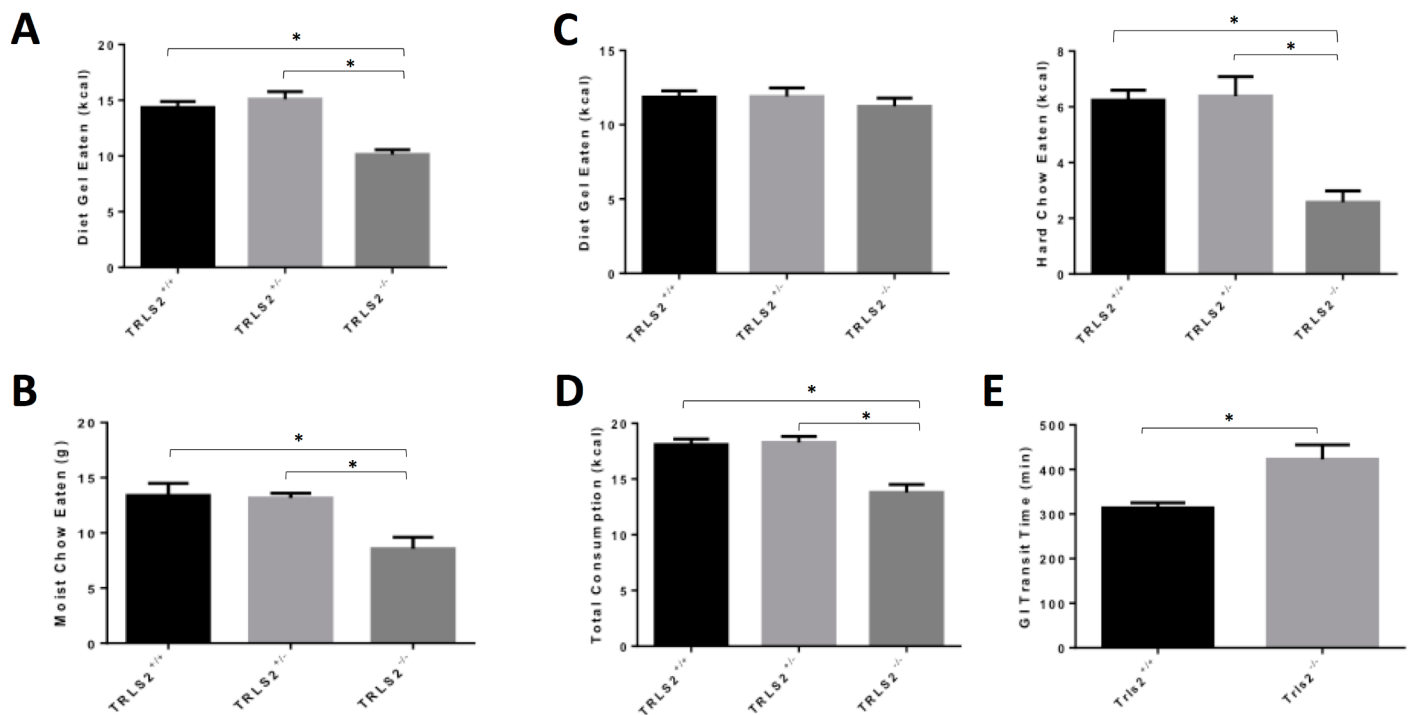 A
*
*
Diet Gel Eaten (kcal)
20
15
10
5
0
TRLS2+/+
TRLS2+/-
TRLS2-/-
C
Diet Gel Eaten (kcal)
15
10
5
0
TRLS2+/+
TRLS2+/-
TRLS2-/-
*
*
Hard Chow Eaten (kcal)
8
6
4
2
0
TRLS2+/+
TRLS2+/-
TRLS2-/-
B
*
*
Moist Chow Eaten (g)
20
15
10
5
0
TRLS2+/+
TRLS2+/-
TRLS2-/-
D
*
*
Total Consumption (kcal)
20
15
10
5
0
TRLS2+/+
TRLS2+/-
TRLS2-/-
E
*
GI Transit Time (min)
500
400
300
200
100
0
Trls2+/+
Trls2-/-